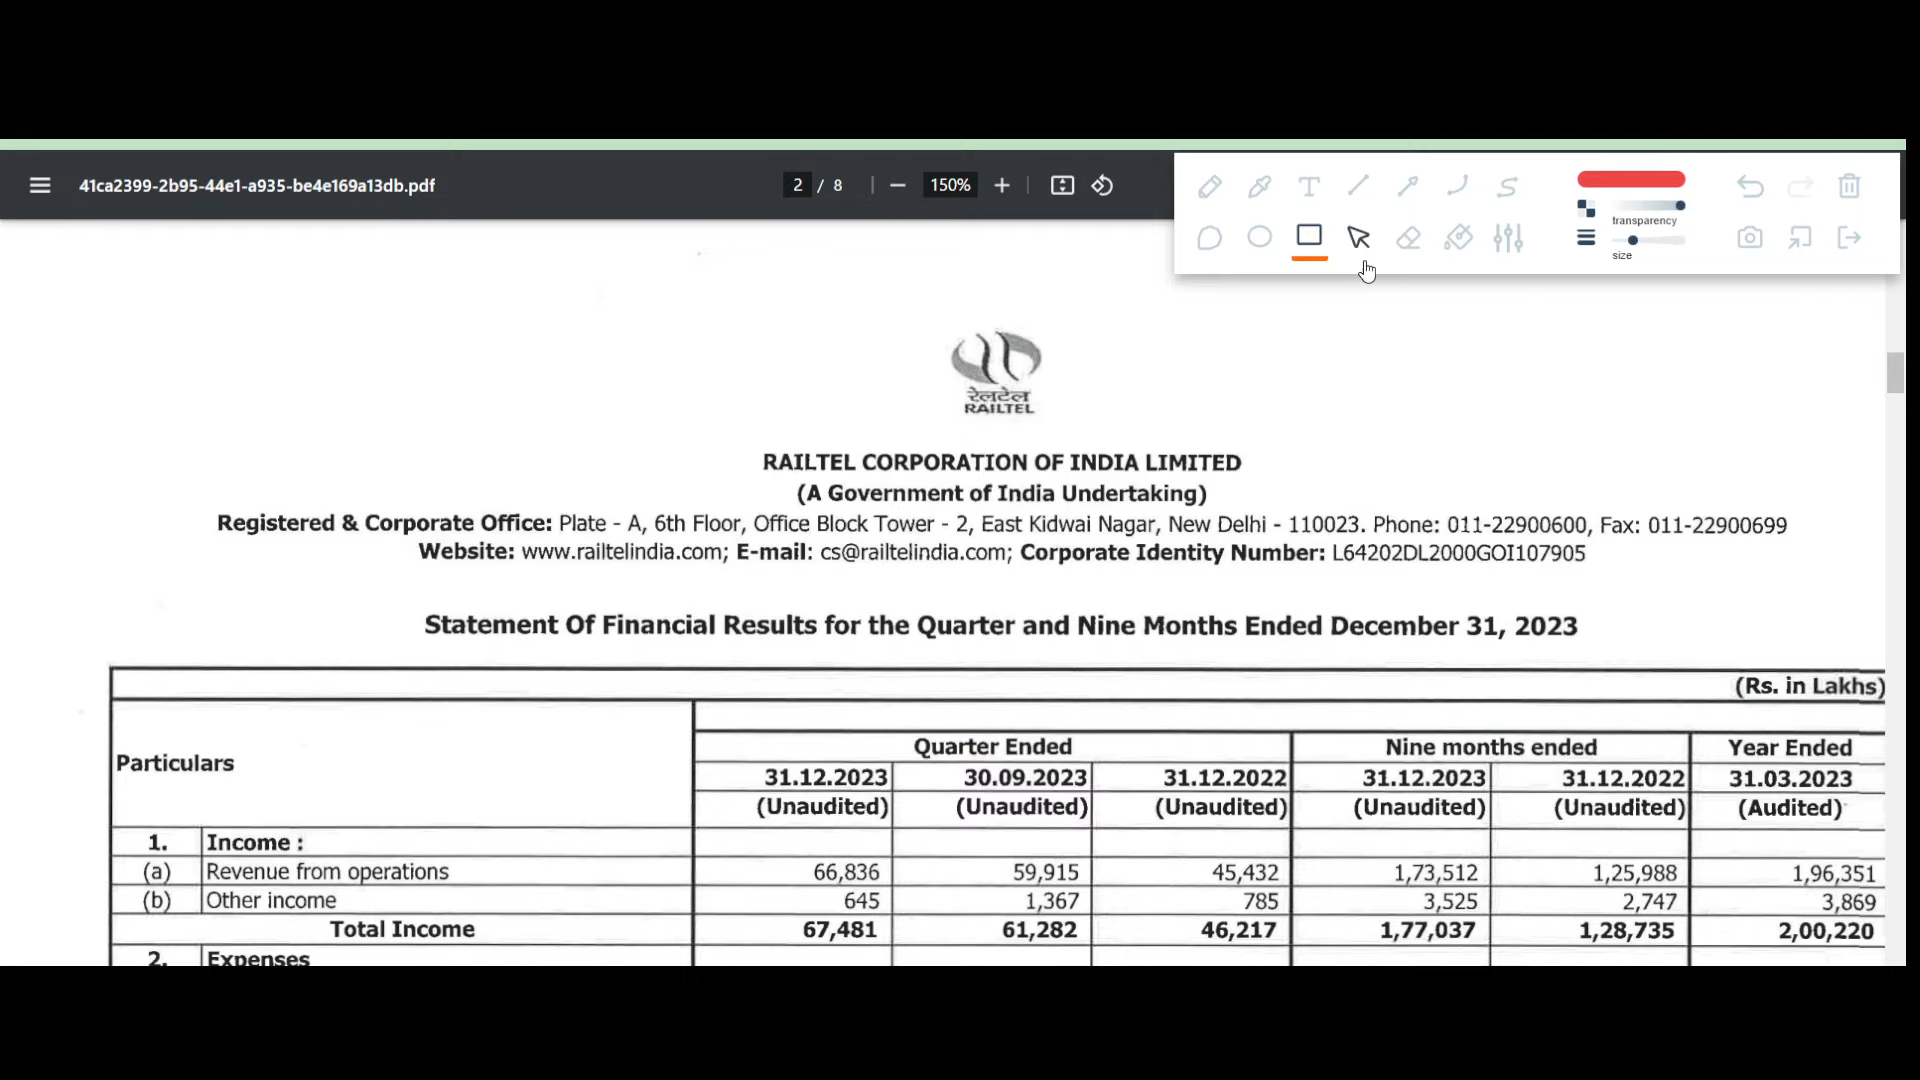 41ca2399-2b95-44e1-a935-be4e169a13db.pdf
2 / 8
150%
T
transparency
size
रेलटेल
RAILTEL
RAILTEL CORPORATION OF INDIA LIMITED
(A Government of India Undertaking)
Registered & Corporate Office: Plate - A, 6th Floor, Office Block Tower - 2, East Kidwai Nagar, New Delhi - 110023. Phone: 011-22900600, Fax: 011-22900699
Website: www.railtelindia.com; E-mail: cs@railtelindia.com; Corporate Identity Number: L64202DL2000GOI107905
Statement Of Financial Results for the Quarter and Nine Months Ended December 31, 2023
(Rs. in Lakhs)
Particulars
Quarter Ended Nine months ended Year Ended
31.12.2023 30.09.2023 31.12.2022 31.12.2023 31.12.2022 31.03.2023
(Unaudited) (Unaudited) (Unaudited) (Unaudited) (Unaudited) (Audited)
1. Income :
(a) Revenue from operations 66,836 59,915 45,432 1,73,512 1,25,988 1,96,351
(b) Other income 645 1,367 785 3,525 2,747 3,869
Total Income 67,481 61,282 46,217 1,77,037 1,28,735 2,00,220
2. Expenses